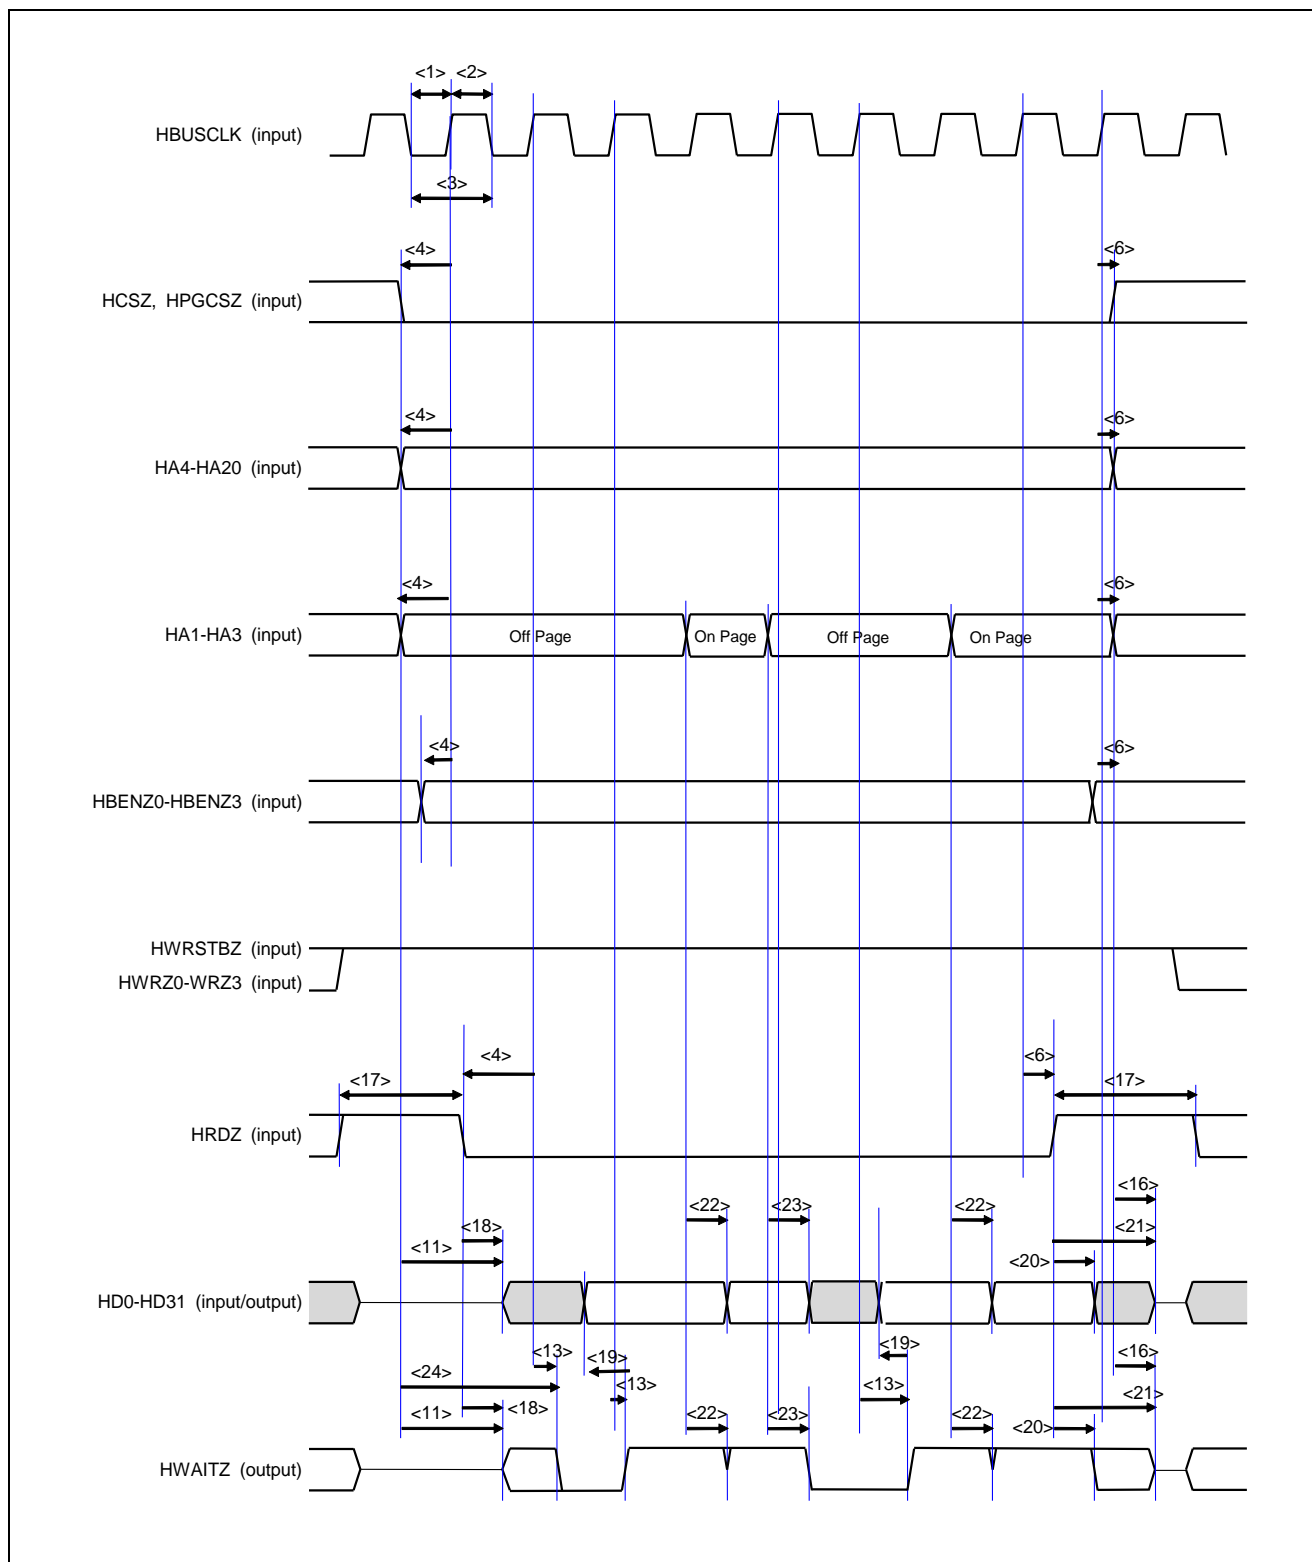 <1> <2>
HBUSCLK (input)
<3>
<4> <6>
HCSZ, HPGCSZ (input)
<4> <6>
HA4-HA20 (input)
<4> <6>
HA1-HA3 (input) Off Page On Page Off Page On Page
<4> <6>
HBENZ0-HBENZ3 (input)
HWRSTBZ (input)
HWRZ0-WRZ3 (input)
<4> <6>
<17> <17>
HRDZ (input)
<16>
<22> <23> <22>
<18> <21>
<11> <20>
HD0-HD31 (input/output)
<13> <19> <19> <16>
<24> <13> <13> <21>
<18>
<11> <22> <23> <22> <20>
HWAITZ (output)